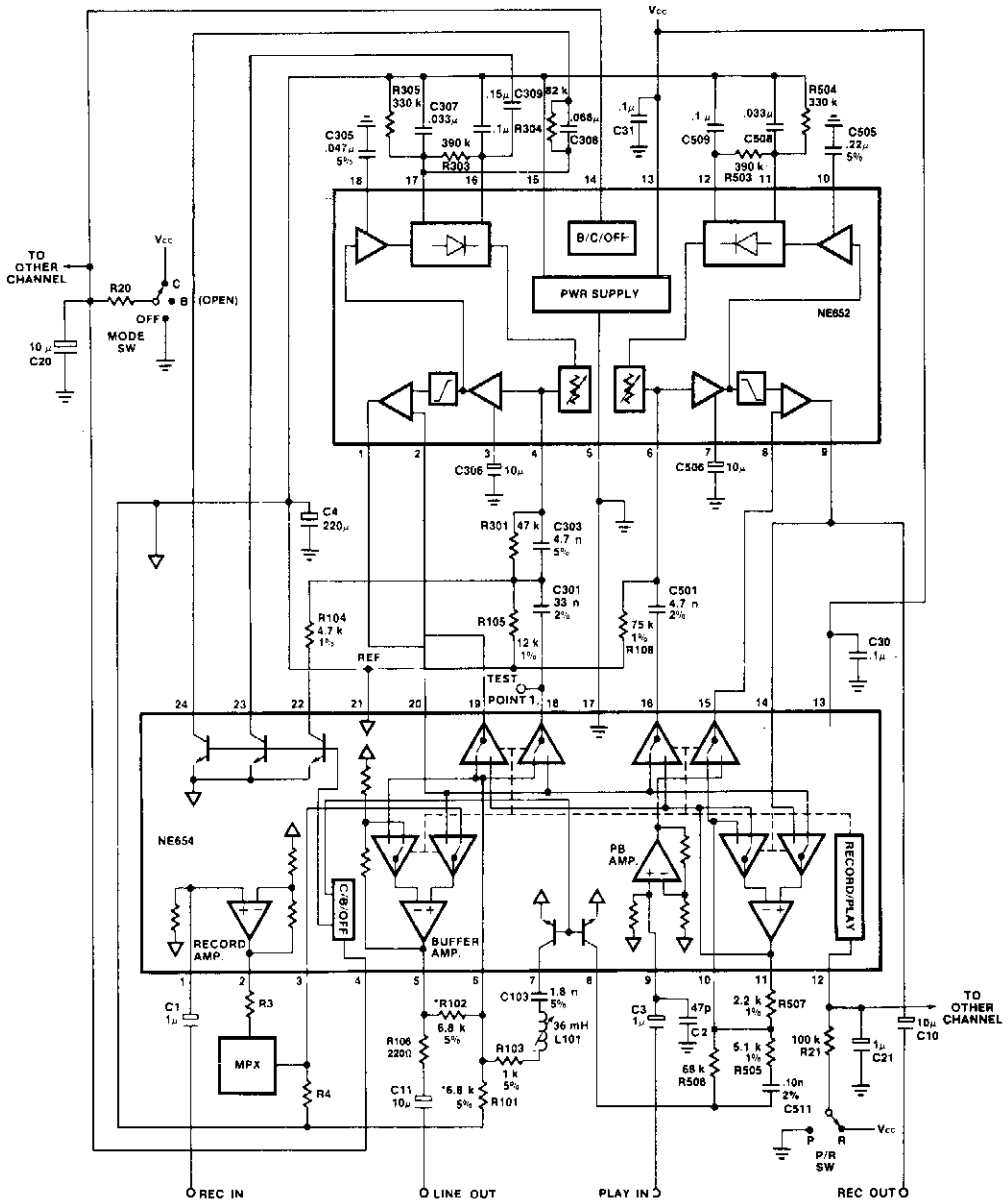 Vcc
R305
330 k
C307
.033μ
.15μ
C309
82 k
R304
.068μ
C308
.1μ
.1μ
C31
.1μ
C509
.033μ
C508
R504
330 k
C305
.047μ
5%
390 k
R303
390 k
R503
C505
.22μ
5%
18
17
16
15
14
13
12
11
10
B/C/OFF
PWR SUPPLY
NE652
TO
OTHER
CHANNEL
Vcc
R20
C
B (OPEN)
OFF
MODE
SW
10 μ
C20
1
2
3
4
5
6
7
8
9
C306
10μ
C506
10μ
C4
220μ
R301
47 k
C303
4.7 n
5%
R104
4.7 k
1%
R105
12 k
1%
C301
33 n
2%
75 k
1%
R108
C501
4.7 n
2%
REF
TEST
POINT 1.
C30
.1μ
24
23
22
21
20
19
18
17
16
15
14
13
NE654
C/B/OFF
RECORD
AMP.
BUFFER
AMP.
PB
AMP.
RECORD/PLAY
+ −
− +
+ −
− +
1
2
3
4
5
6
7
8
9
10
11
12
C1
1μ
R3
MPX
R4
*R102
6.8 k
5%
R106
220Ω
C11
10μ
*6.8 k
5%
R101
R103
1 k
5%
C103
1.8 n
5%
36 mH
L101
C3
1μ
47p
C2
2.2 k
1%
R507
5.1 k
1%
R505
68 k
R506
.10n
2%
C511
100 k
R21
1μ
C21
10μ
C10
TO
OTHER
CHANNEL
P
R
Vcc
P/R
SW
REC IN
LINE OUT
PLAY IN
REC OUT